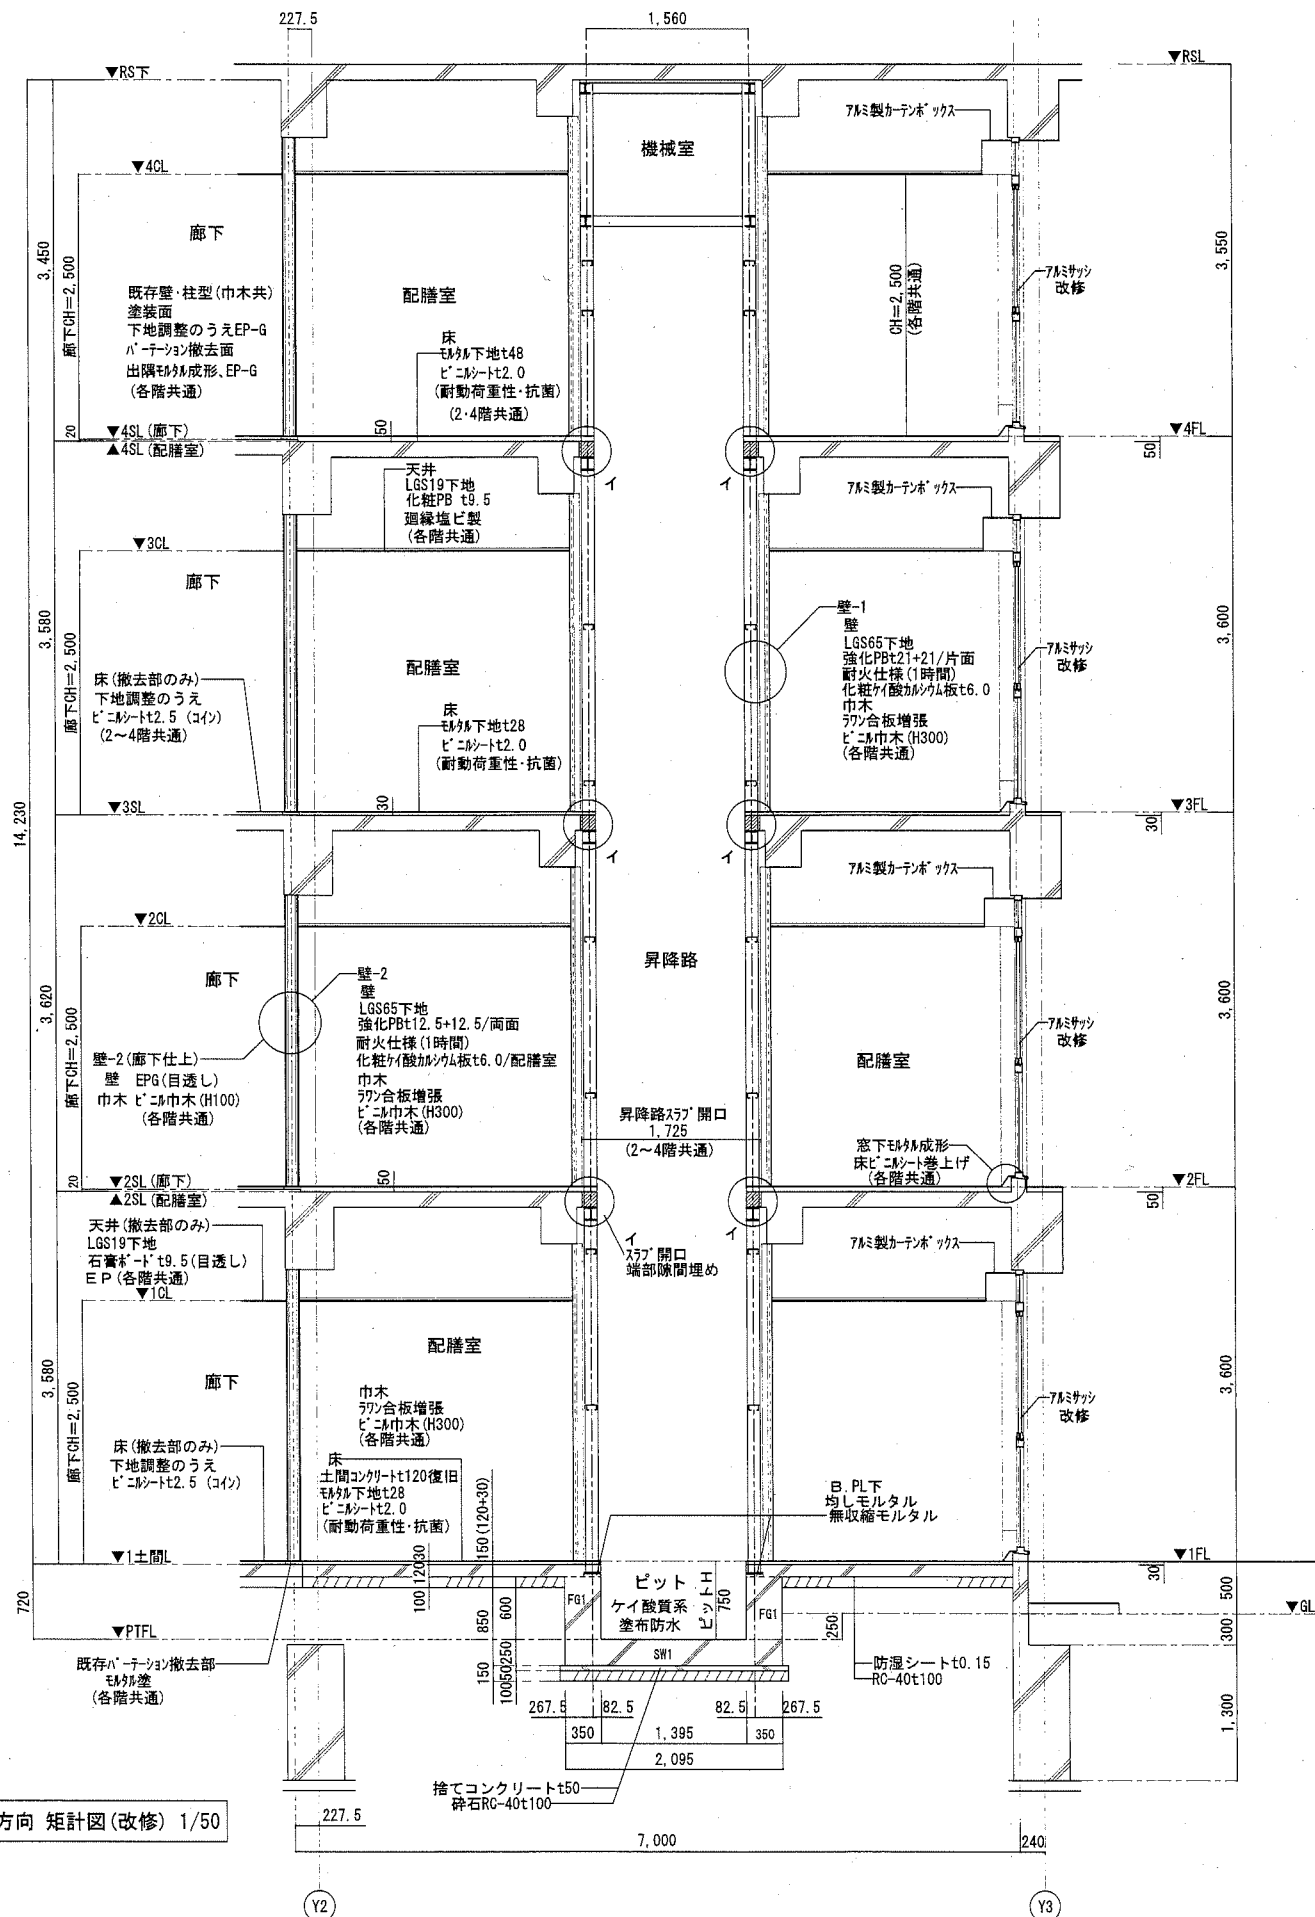 227.5
1,560
▼RS下
▼RSL
アルミ製カーテンボックス
機械室
▼4CL
廊下
3,450
廊下CH=2,500
既存壁・柱型(巾木共)
塗装面
下地調整のうえEP-G
パーテーション撤去面
出隅モルタル成形、EP-G
(各階共通)
配膳室
床
モルタル下地t48
ビニルシートt2.0
(耐動荷重性・抗菌)
(2・4階共通)
CH=2,500
(各階共通)
アルミサッシ
改修
3,550
20
▼4SL(廊下)
▲4SL(配膳室)
50
▼4FL
50
イ
イ
天井
LGS19下地
化粧PB t9.5
廻縁塩ビ製
(各階共通)
アルミ製カーテンボックス
▼3CL
廊下
3,580
廊下CH=2,500
配膳室
壁-1
壁
LGS65下地
強化PBt21+21/片面
耐火仕様(1時間)
化粧ケイ酸カルシウム板t6.0
巾木
ラワン合板増張
ビニル巾木(H300)
(各階共通)
アルミサッシ
改修
3,600
床(撤去部のみ)
下地調整のうえ
ビニルシートt2.5 (コイン)
(2~4階共通)
床
モルタル下地t28
ビニルシートt2.0
(耐動荷重性・抗菌)
14,230
▼3SL
30
▼3FL
30
イ
イ
アルミ製カーテンボックス
▼2CL
廊下
昇降路
3,620
廊下CH=2,500
壁-2
壁
LGS65下地
強化PBt12.5+12.5/両面
耐火仕様(1時間)
化粧ケイ酸カルシウム板t6.0/配膳室
巾木
ラワン合板増張
ビニル巾木(H300)
(各階共通)
壁-2(廊下仕上)
壁 EPG(目透し)
巾木 ビニル巾木(H100)
(各階共通)
配膳室
アルミサッシ
改修
3,600
昇降路スラブ開口
1,725
(2~4階共通)
窓下モルタル成形
床ビニルシート巻上げ
(各階共通)
20
▼2SL(廊下)
▲2SL(配膳室)
50
▼2FL
50
天井(撤去部のみ)
LGS19下地
石膏ボードt9.5(目透し)
EP(各階共通)
イ
スラブ開口
端部隙間埋め
イ
アルミ製カーテンボックス
▼1CL
配膳室
廊下
3,580
廊下CH=2,500
巾木
ラワン合板増張
ビニル巾木(H300)
(各階共通)
アルミサッシ
改修
3,600
床(撤去部のみ)
下地調整のうえ
ビニルシートt2.5 (コイン)
床
土間コンクリートt120復旧
モルタル下地t28
ビニルシートt2.0
(耐動荷重性・抗菌)
150(120+30)
B.PL下
均しモルタル
無収縮モルタル
▼1土間L
▼1FL
100 120 30
30
720
850
600
FG1
ピット
ケイ酸質系
塗布防水
ピットH
750
FG1
250
500
▼GL
▼PTFL
300
既存パーテーション撤去部
モルタル塗
(各階共通)
150
100 50 250
SW1
防湿シートt0.15
RC-40t100
267.5
82.5
82.5
267.5
350
1,395
350
2,095
1,300
捨てコンクリートt50
砕石RC-40t100
方向 矩計図(改修) 1/50
227.5
7,000
240
Y2
Y3